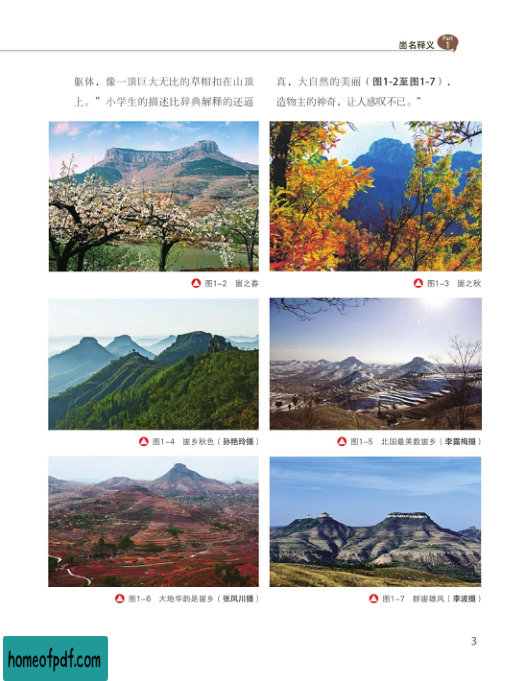 崮名释义
Part
1
躯体，像一顶巨大无比的草帽扣在山顶
上。”小学生的描述比辞典解释的还逼
真，大自然的美丽（图1-2至图1-7），
造物主的神奇，让人感叹不已。”
图1-2 崮之春
图1-3 崮之秋
图1-4 崮乡秋色（孙艳玲摄）
图1-5 北国最美数崮乡（李露梅摄）
图1-6 大地华韵是崮乡（张凤川摄）
图1-7 群崮雄风（李波摄）
3
homeofpdf.com